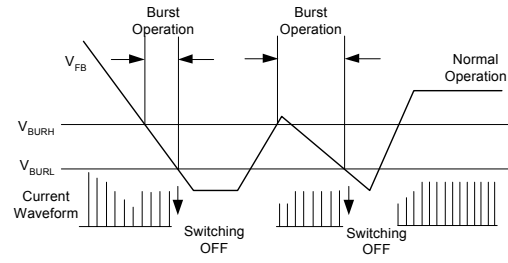 Burst
Operation
Burst
Operation
V_FB
Normal
Operation
V_BURH
V_BURL
Current
Waveform
Switching
OFF
Switching
OFF